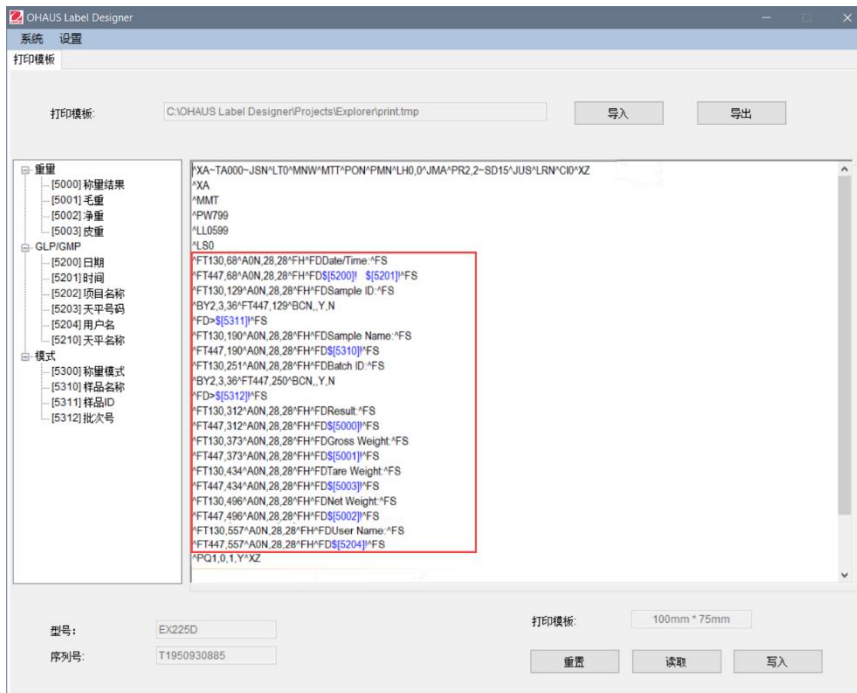 OHAUS Label Designer
系统 设置
打印模板
打印模板: C:\OHAUS Label Designer\Projects\Explorer\print.tmp 导入 导出
重量
[5000] 称量结果
[5001] 毛重
[5002] 净重
[5003] 皮重
GLP/GMP
[5200] 日期
[5201] 时间
[5202] 项目名称
[5203] 天平号码
[5204] 用户名
[5210] 天平名称
模式
[5300] 称量模式
[5310] 样品名称
[5311] 样品ID
[5312] 批次号
^XA~TA000~JSN^LT0^MNW^MTT^PON^PMN^LH0,0^JMA^PR2,2~SD15^JUS^LRN^CI0^XZ
^XA
^MMT
^PW799
^LL0599
^LS0
^FT130,68^A0N,28,28^FH^FDDate/Time:^FS
^FT447,68^A0N,28,28^FH^FD$[5200]! $[5201]!^FS
^FT130,129^A0N,28,28^FH^FDSample ID:^FS
^BY2,3,36^FT447,129^BCN,,Y,N
^FD>$[5311]!^FS
^FT130,190^A0N,28,28^FH^FDSample Name:^FS
^FT447,190^A0N,28,28^FH^FD$[5310]!^FS
^FT130,251^A0N,28,28^FH^FDBatch ID:^FS
^BY2,3,36^FT447,250^BCN,,Y,N
^FD>$[5312]!^FS
^FT130,312^A0N,28,28^FH^FDResult:^FS
^FT447,312^A0N,28,28^FH^FD$[5000]!^FS
^FT130,373^A0N,28,28^FH^FDGross Weight:^FS
^FT447,373^A0N,28,28^FH^FD$[5001]!^FS
^FT130,434^A0N,28,28^FH^FDTare Weight:^FS
^FT447,434^A0N,28,28^FH^FD$[5003]!^FS
^FT130,496^A0N,28,28^FH^FDNet Weight:^FS
^FT447,496^A0N,28,28^FH^FD$[5002]!^FS
^FT130,557^A0N,28,28^FH^FDUser Name:^FS
^FT447,557^A0N,28,28^FH^FD$[5204]!^FS
^PQ1,0,1,Y^XZ
型号: EX225D 打印模板: 100mm * 75mm
序列号: T1950930885 重置 读取 写入